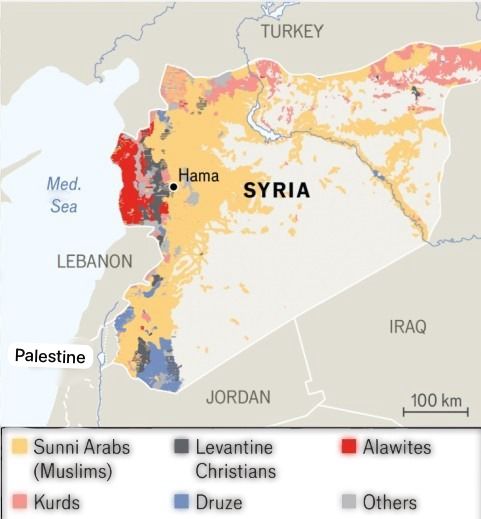 TURKEY
Med.
Sea
Hama
SYRIA
LEBANON
IRAQ
Palestine
JORDAN
100 km
Sunni Arabs
(Muslims)
Levantine
Christians
Alawites
Kurds
Druze
Others